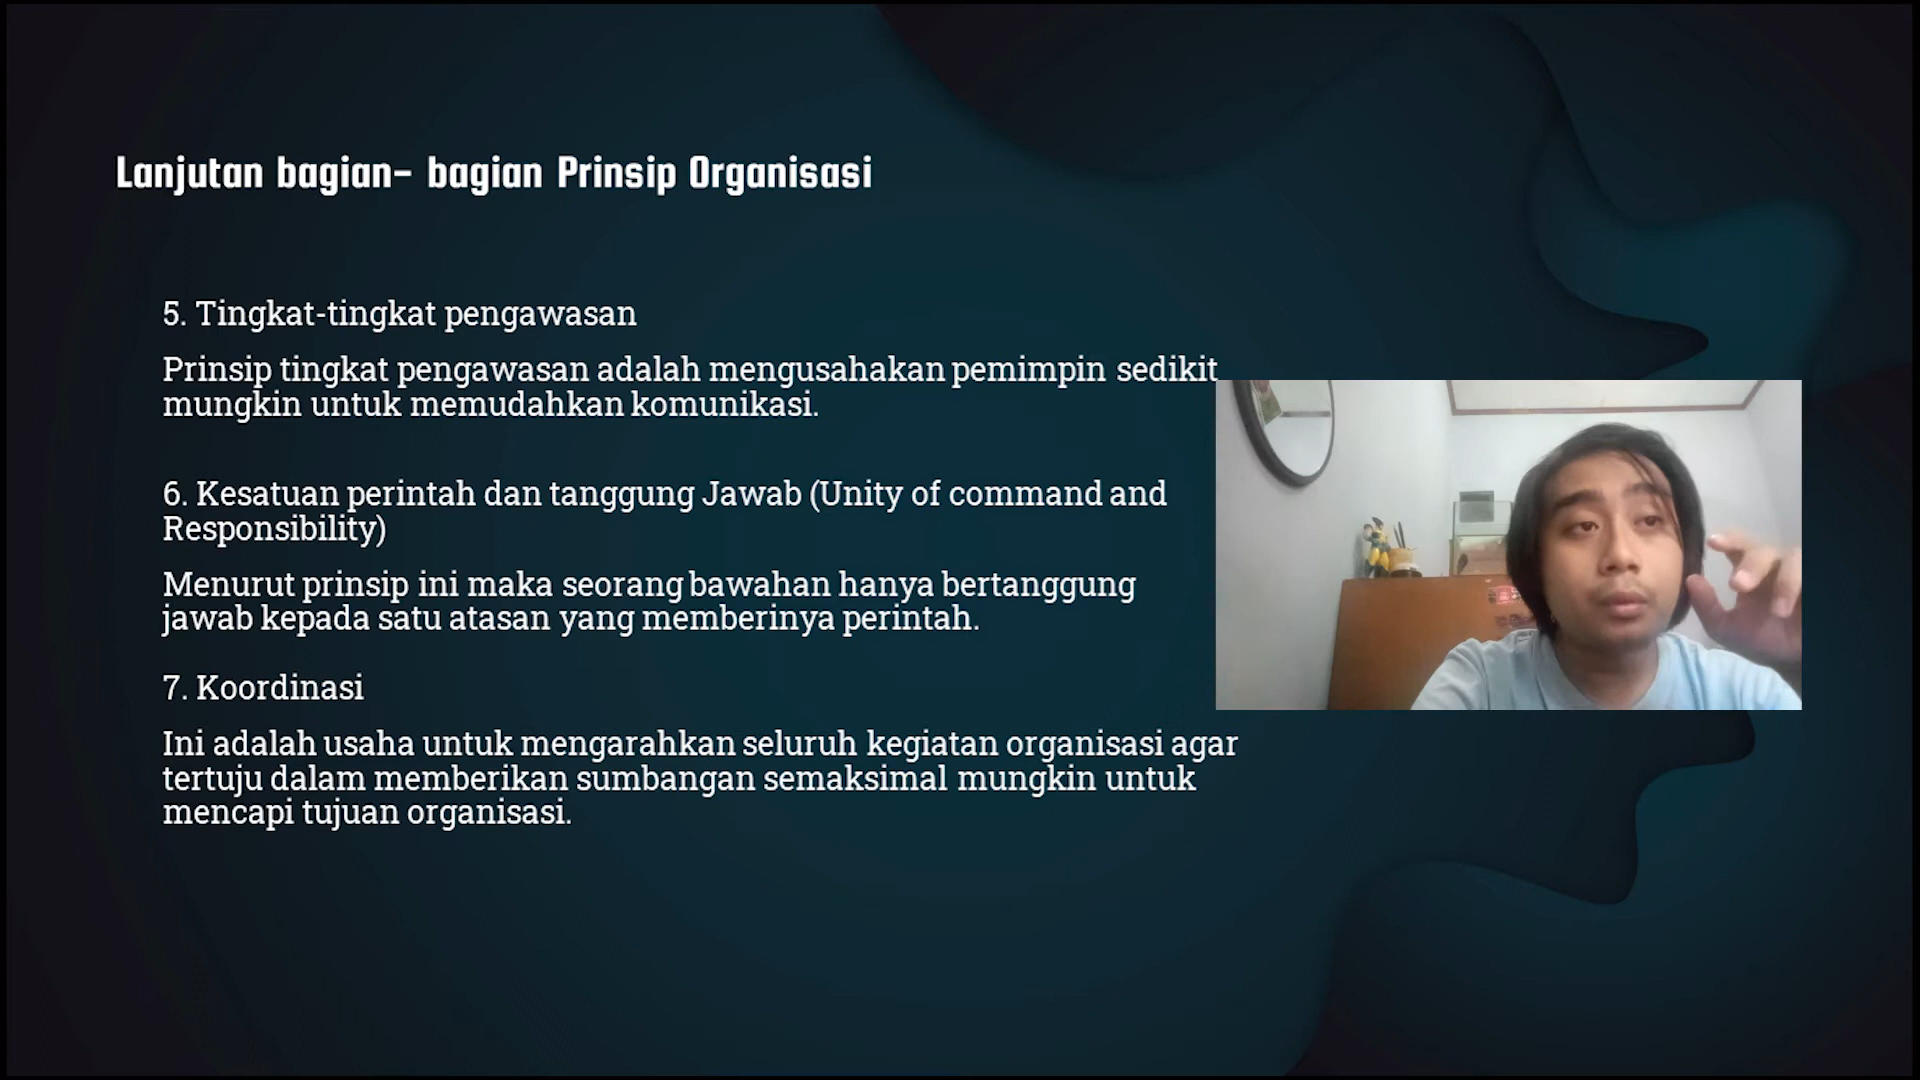 Lanjutan bagian- bagian Prinsip Organisasi
5. Tingkat-tingkat pengawasan
Prinsip tingkat pengawasan adalah mengusahakan pemimpin sedikit
mungkin untuk memudahkan komunikasi.
6. Kesatuan perintah dan tanggung Jawab (Unity of command and
Responsibility)
Menurut prinsip ini maka seorang bawahan hanya bertanggung
jawab kepada satu atasan yang memberinya perintah.
7. Koordinasi
Ini adalah usaha untuk mengarahkan seluruh kegiatan organisasi agar
tertuju dalam memberikan sumbangan semaksimal mungkin untuk
mencapi tujuan organisasi.